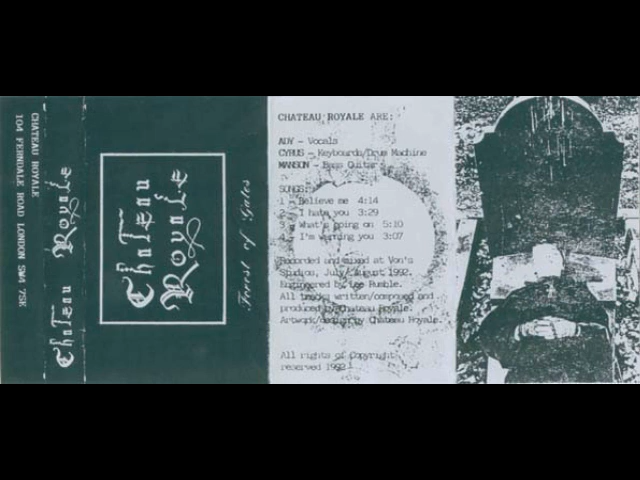 CHATEAU ROYALE
104 FERNDALE ROAD LONDON SW4 7SE
Chateau Royale
Chateau
Royale
Forest of Gates
CHATEAU ROYALE ARE:
ADY - Vocals
CYRUS - Keyboards/Drum Machine
MANSON - Bass Guitar
SONGS:
1 - Believe me 4:14
2 - I hate you 3:29
3 - What's going on 5:10
4 - I'm warning you 3:07
Recorded and mixed at Von's
Studios, July/August 1992.
Engineered by Lee Rumble.
All tracks written/composed and
produced by Chateau Royale.
Artwork/design by Chateau Royale.
All rights of Copyright
reserved 1992